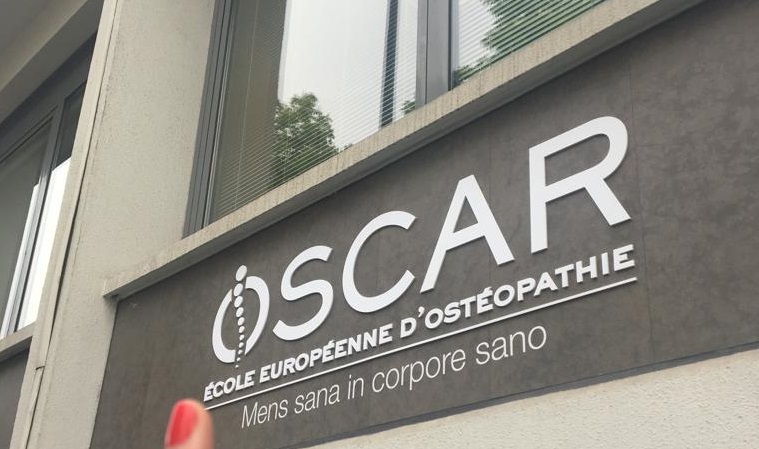 OSCAR
ÉCOLE EUROPÉENNE D'OSTÉOPATHIE
Mens sana in corpore sano